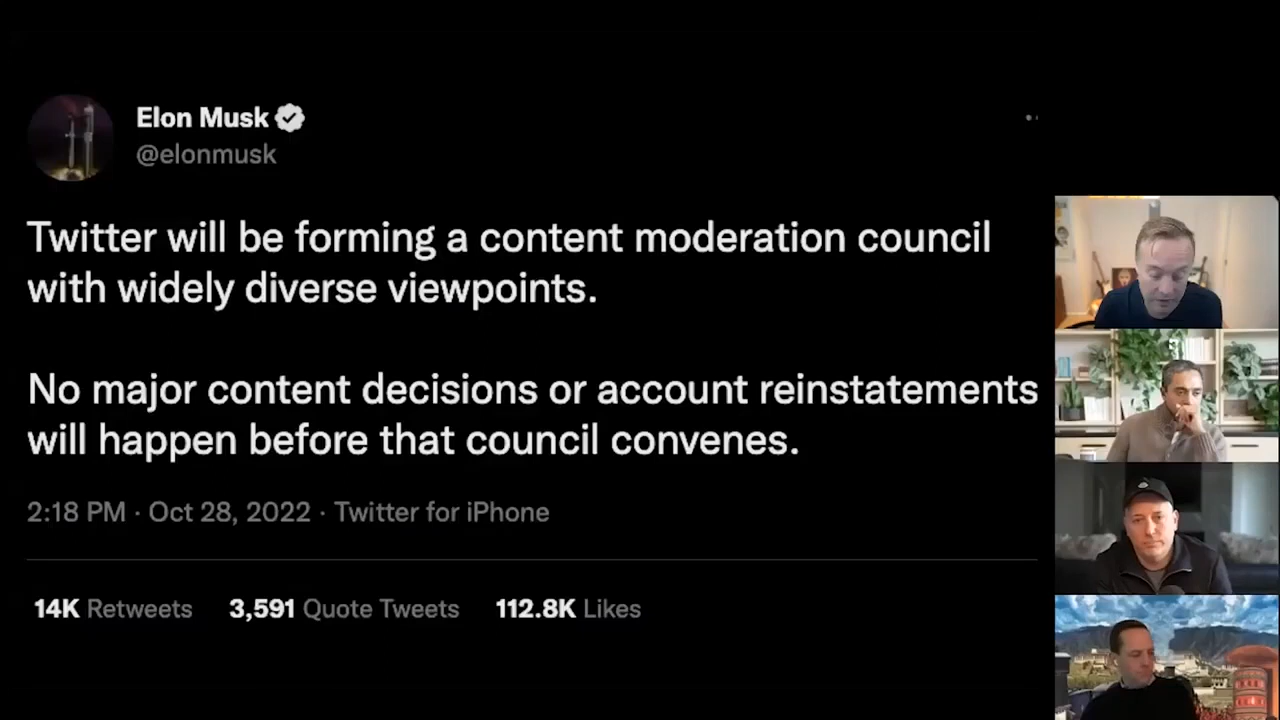 Elon Musk
@elonmusk
Twitter will be forming a content moderation council
with widely diverse viewpoints.
No major content decisions or account reinstatements
will happen before that council convenes.
2:18 PM · Oct 28, 2022 · Twitter for iPhone
14K Retweets 3,591 Quote Tweets 112.8K Likes